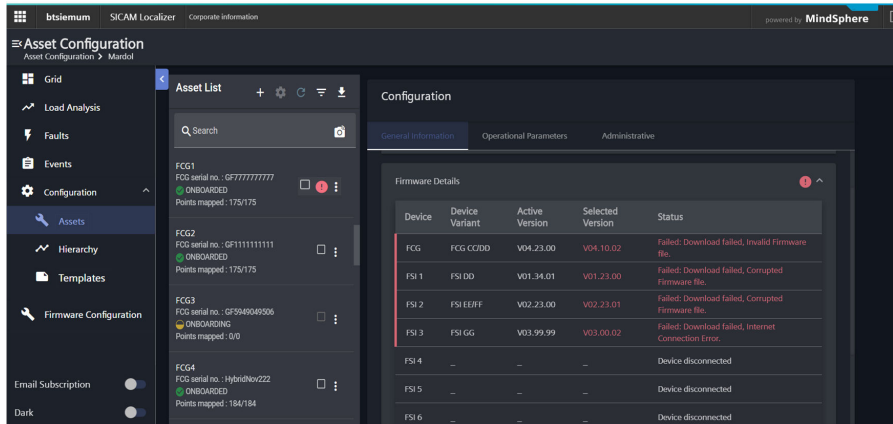 btsiemum SICAM Localizer Corporate information powered by MindSphere
Asset Configuration
Asset Configuration > Mardol
Grid
Load Analysis
Faults
Events
Configuration
Assets
Hierarchy
Templates
Firmware Configuration
Email Subscription
Dark
Asset List
Search
FCG1
FCG serial no. : GF7777777777
ONBOARDED
Points mapped : 175/175
FCG2
FCG serial no. : GF1111111111
ONBOARDED
Points mapped : 175/175
FCG3
FCG serial no. : GF5949049506
ONBOARDING
Points mapped : 0/0
FCG4
FCG serial no. : HybridNov222
ONBOARDED
Points mapped : 184/184
Configuration
General Information Operational Parameters Administrative
Firmware Details
Device Device Variant Active Version Selected Version Status
FCG FCG CC/DD V04.23.00 V04.10.02 Failed: Download failed, Invalid Firmware
file.
FSI 1 FSI DD V01.34.01 V01.23.00 Failed: Download failed, Corrupted
Firmware file.
FSI 2 FSI EE/FF V02.23.00 V02.23.01 Failed: Download failed, Corrupted
Firmware file.
FSI 3 FSI GG V03.99.99 V03.00.02 Failed: Download failed, Internet
Connection Error.
FSI 4 _ _ _ Device disconnected
FSI 5 _ _ _ Device disconnected
FSI 6 _ _ _ Device disconnected